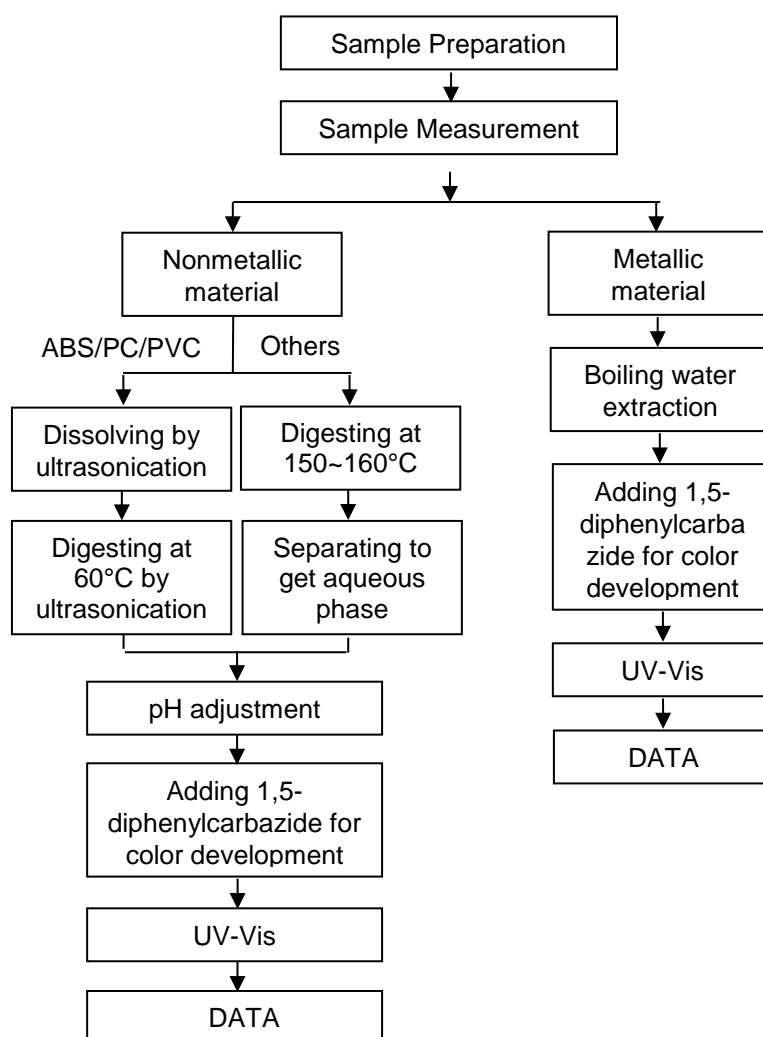 Sample Preparation
Sample Measurement
Nonmetallic
material
Metallic
material
ABS/PC/PVC
Others
Boiling water
extraction
Dissolving by
ultrasonication
Digesting at
150~160°C
Adding 1,5-
diphenylcarba
zide for color
development
Digesting at
60°C by
ultrasonication
Separating to
get aqueous
phase
UV-Vis
pH adjustment
DATA
Adding 1,5-
diphenylcarbazide for
color development
UV-Vis
DATA